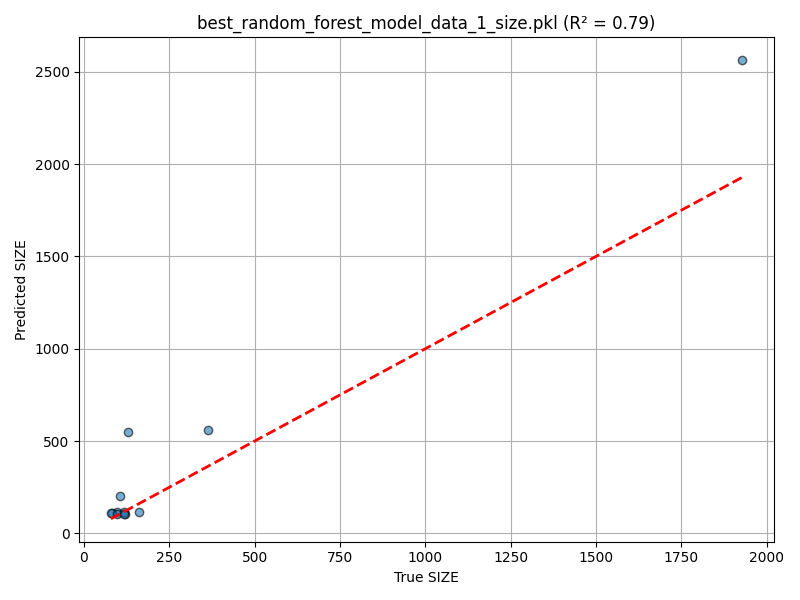 best_random_forest_model_data_1_size.pkl (R² = 0.79)
Predicted SIZE
2500
2000
1500
1000
500
0
0 250 500 750 1000 1250 1500 1750 2000
True SIZE